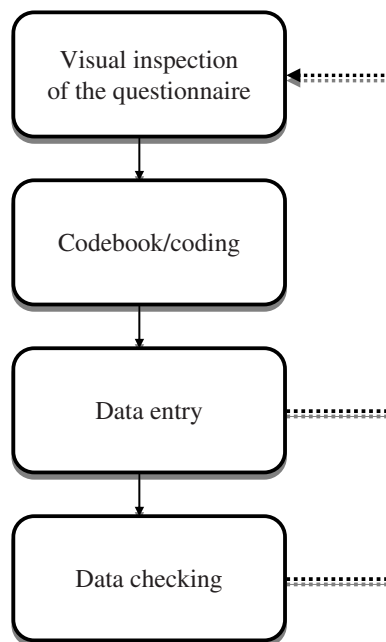 Visual inspection
of the questionnaire
Codebook/coding
Data entry
Data checking